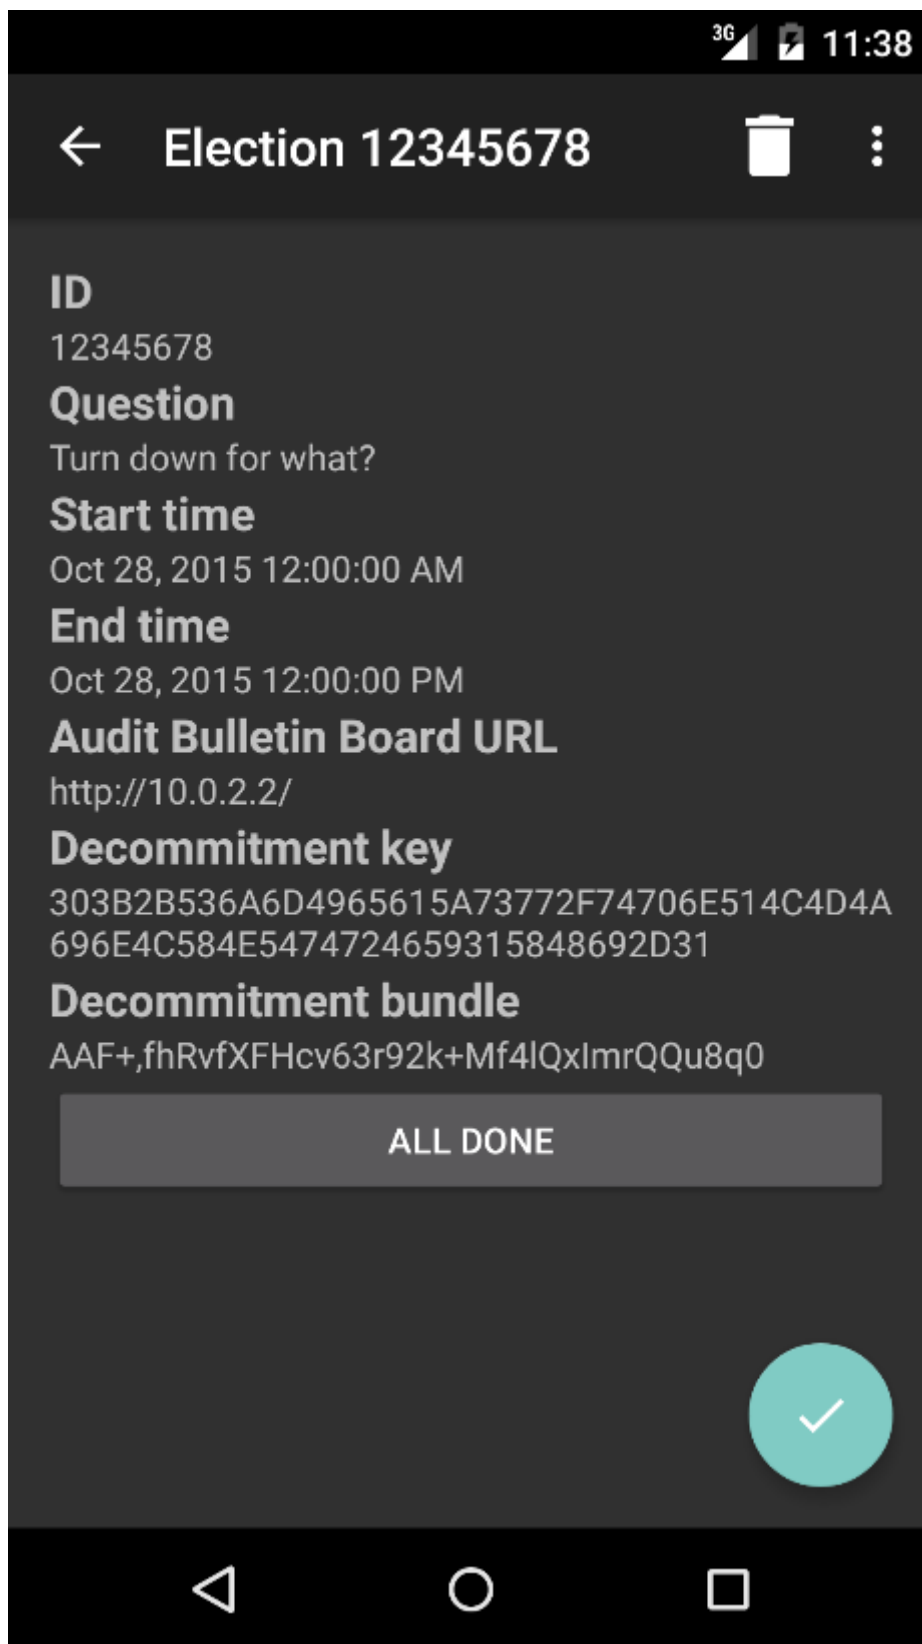 3G 11:38
Election 12345678
ID
12345678
Question
Turn down for what?
Start time
Oct 28, 2015 12:00:00 AM
End time
Oct 28, 2015 12:00:00 PM
Audit Bulletin Board URL
http://10.0.2.2/
Decommitment key
303B2B536A6D4965615A73772F74706E514C4D4A
696E4C584E54747246593158486​92D31
Decommitment bundle
AAF+,fhRvfXFHcv63r92k+Mf4lQxImrQQu8q0
ALL DONE